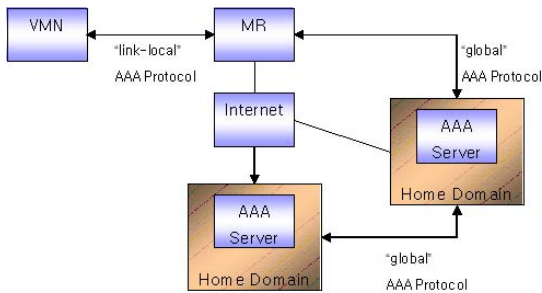 VMN
MR
"link-local"
AAA Protocol
"global"
AAA Protocol
Internet
AAA
Server
Home Domain
AAA
Server
Home Domain
"global"
AAA Protocol